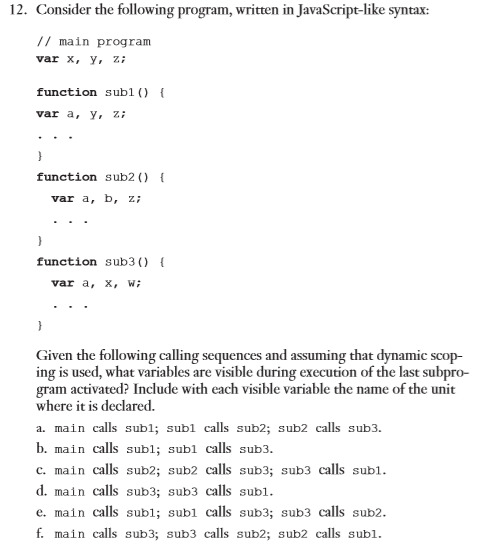 12. Consider the following program, written in JavaScript-like syntax:
// main program
var x, y, z;
function sub1() {
var a, y, z;
. . .
}
function sub2() {
var a, b, z;
. . .
}
function sub3() {
var a, x, w;
. . .
}
Given the following calling sequences and assuming that dynamic scop-
ing is used, what variables are visible during execution of the last subpro-
gram activated? Include with each visible variable the name of the unit
where it is declared.
a. main calls sub1; sub1 calls sub2; sub2 calls sub3.
b. main calls sub1; sub1 calls sub3.
c. main calls sub2; sub2 calls sub3; sub3 calls sub1.
d. main calls sub3; sub3 calls sub1.
e. main calls sub1; sub1 calls sub3; sub3 calls sub2.
f. main calls sub3; sub3 calls sub2; sub2 calls sub1.